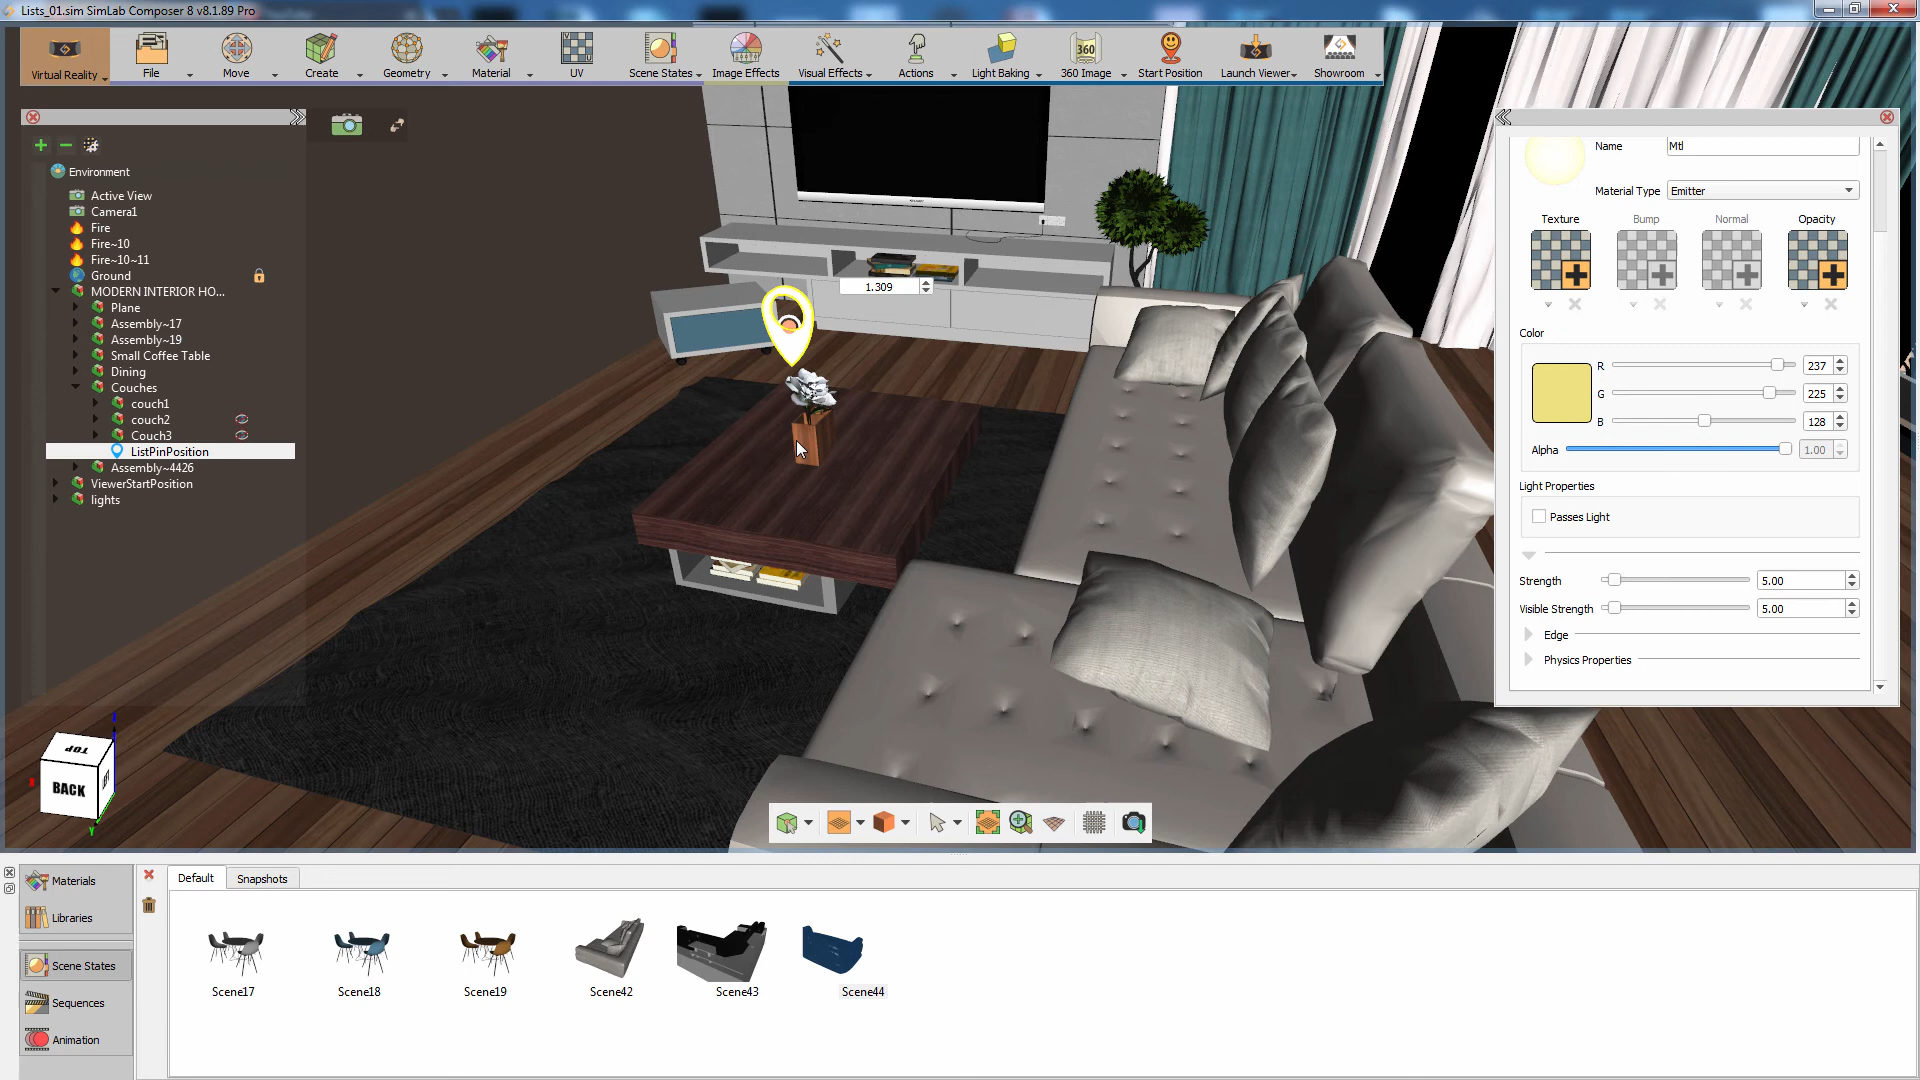 Lists_01.sim SimLab Composer 8 v8.1.89 Pro
Virtual Reality
File
Move
Create
Geometry
Material
UV
Scene States
Image Effects
Visual Effects
Actions
Light Baking
360 Image
Start Position
Launch Viewer
Showroom
360
Environment
Active View
Camera1
Fire
Fire~10
Fire~10~11
Ground
MODERN INTERIOR HO...
Plane
Assembly~17
Assembly~19
Small Coffee Table
Dining
Couches
couch1
couch2
Couch3
ListPinPosition
Assembly~4426
ViewerStartPosition
lights
1.309
Name Mtl
Material Type Emitter
Texture Bump Normal Opacity
Color
R 237
G 225
B 128
Alpha 1.00
Light Properties
Passes Light
Strength 5.00
Visible Strength 5.00
Edge
Physics Properties
TOP
BACK
Z
X
Y
Materials
Libraries
Scene States
Sequences
Animation
Default Snapshots
Scene17 Scene18 Scene19 Scene42 Scene43 Scene44